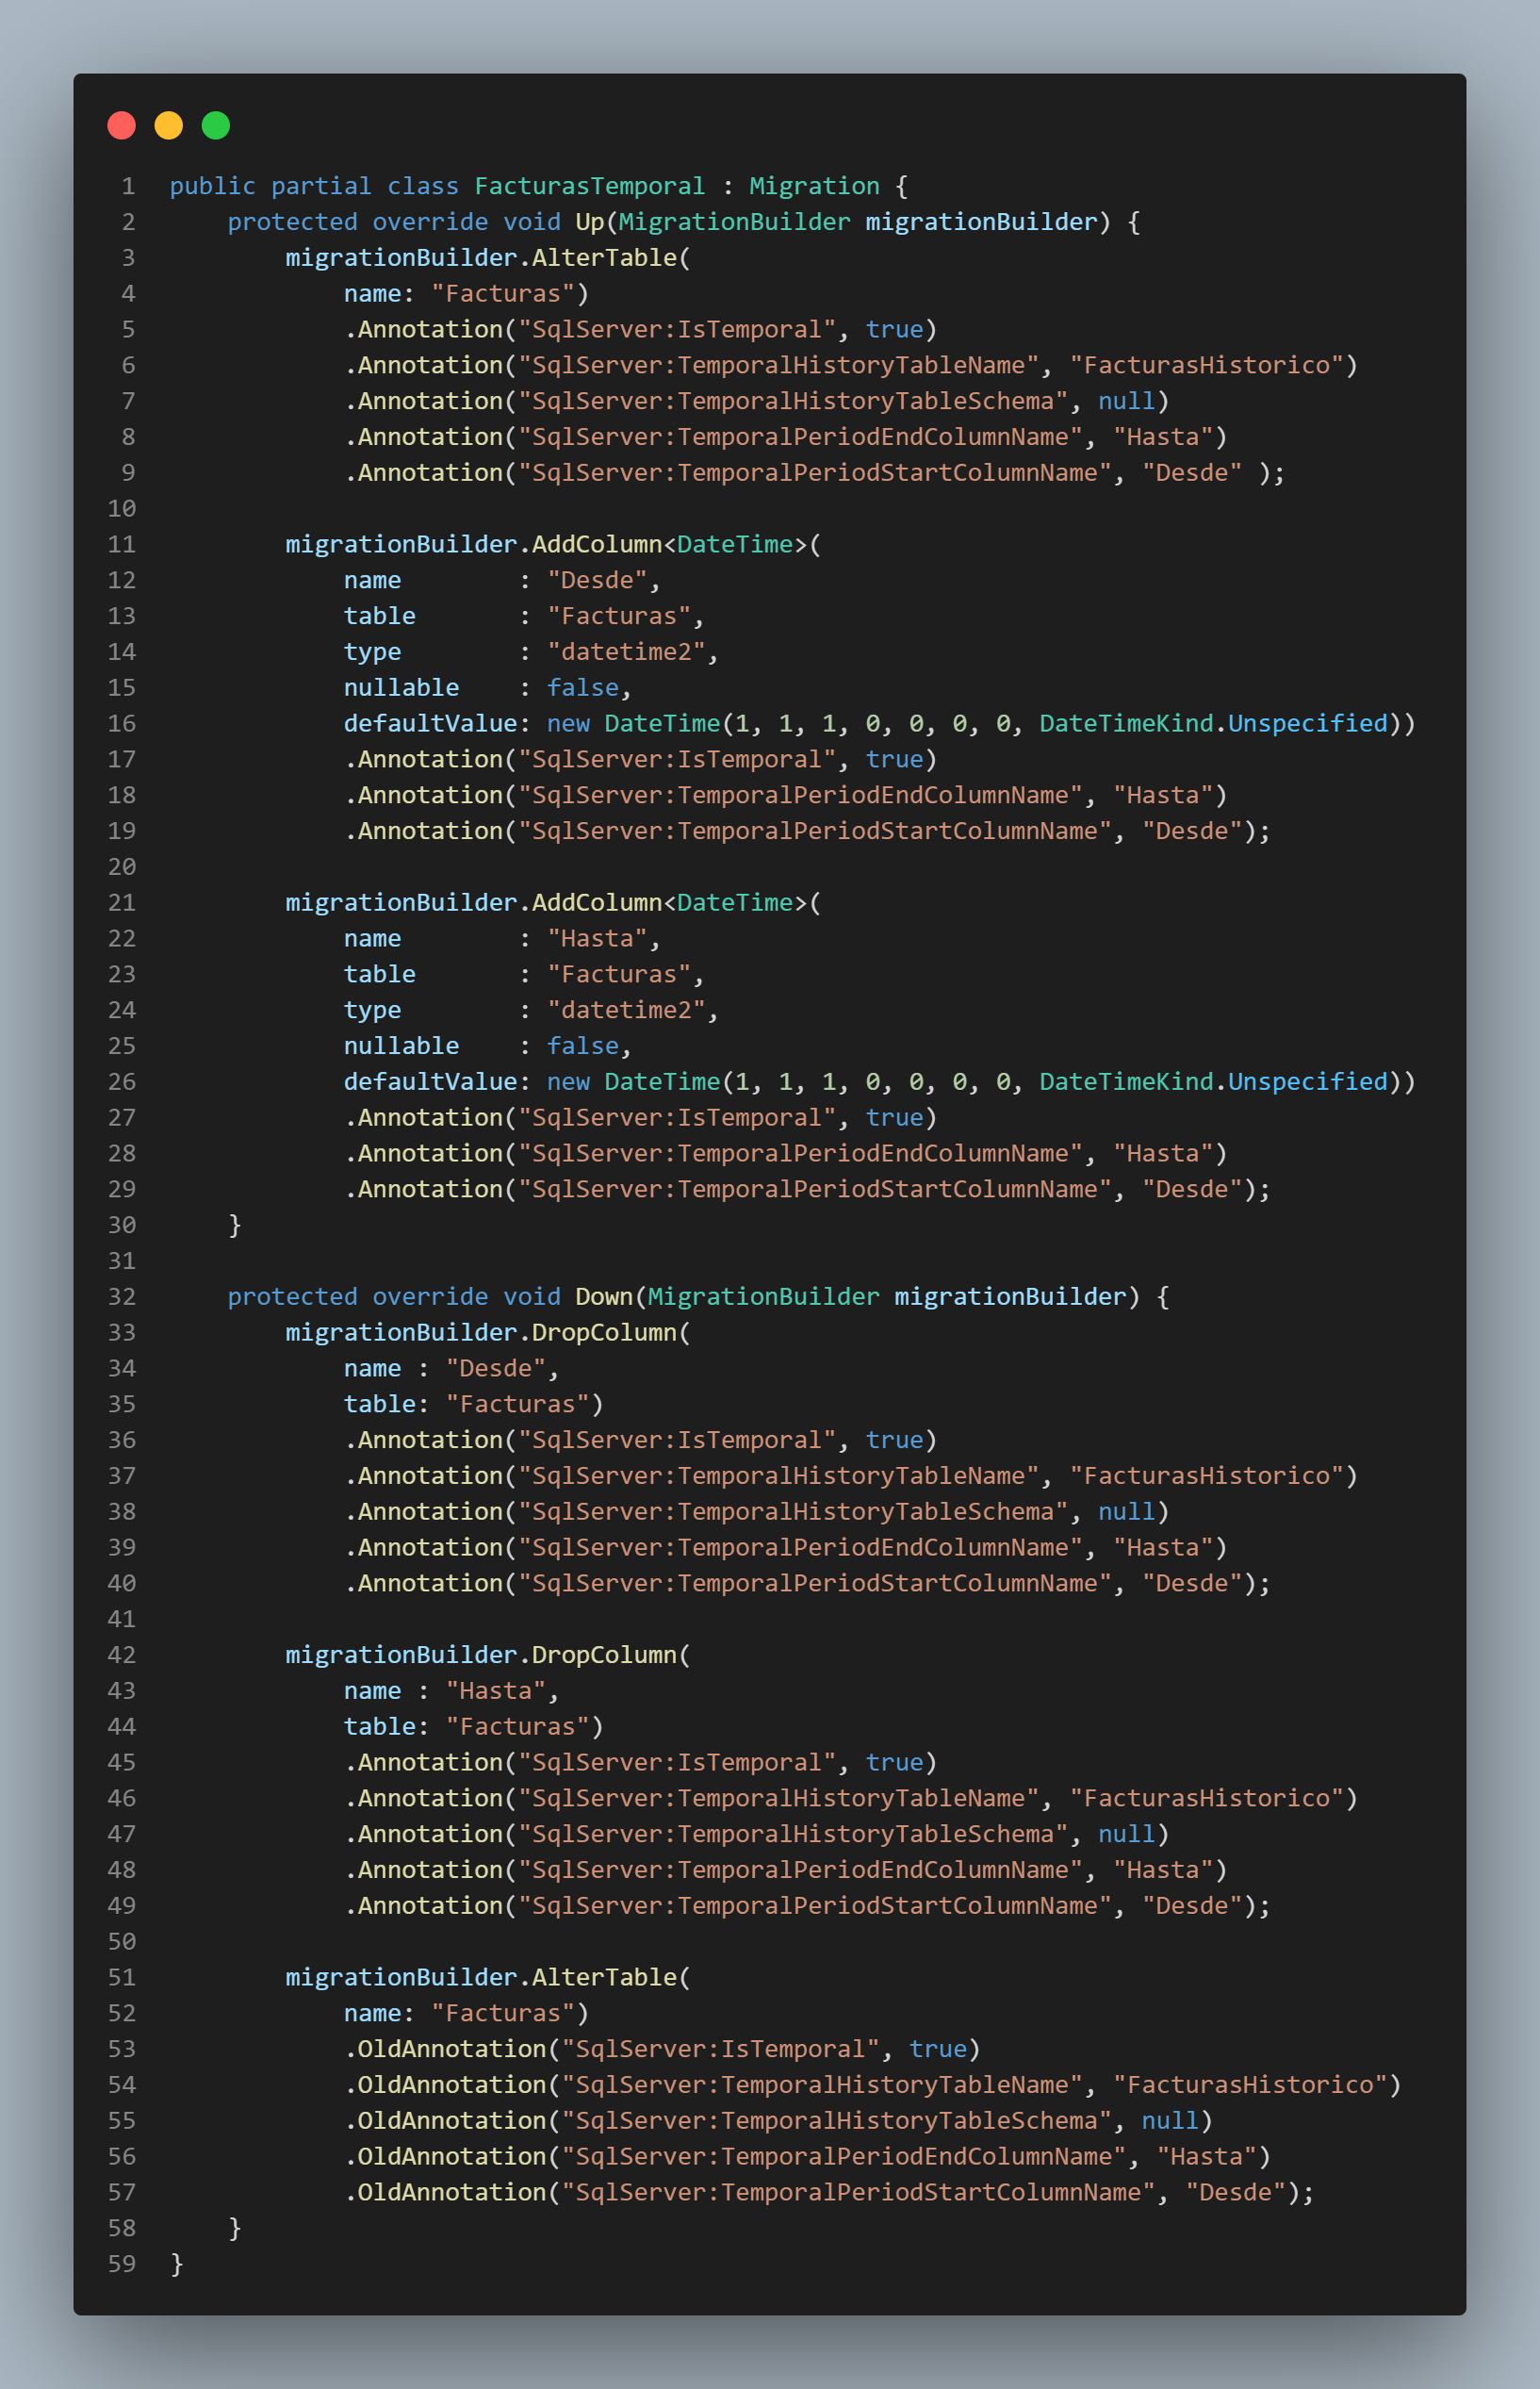 1 public partial class FacturasTemporal : Migration {
2     protected override void Up(MigrationBuilder migrationBuilder) {
3         migrationBuilder.AlterTable(
4             name: "Facturas")
5             .Annotation("SqlServer:IsTemporal", true)
6             .Annotation("SqlServer:TemporalHistoryTableName", "FacturasHistorico")
7             .Annotation("SqlServer:TemporalHistoryTableSchema", null)
8             .Annotation("SqlServer:TemporalPeriodEndColumnName", "Hasta")
9             .Annotation("SqlServer:TemporalPeriodStartColumnName", "Desde" );
10
11         migrationBuilder.AddColumn<DateTime>(
12             name        : "Desde",
13             table       : "Facturas",
14             type        : "datetime2",
15             nullable    : false,
16             defaultValue: new DateTime(1, 1, 1, 0, 0, 0, 0, DateTimeKind.Unspecified))
17             .Annotation("SqlServer:IsTemporal", true)
18             .Annotation("SqlServer:TemporalPeriodEndColumnName", "Hasta")
19             .Annotation("SqlServer:TemporalPeriodStartColumnName", "Desde");
20
21         migrationBuilder.AddColumn<DateTime>(
22             name        : "Hasta",
23             table       : "Facturas",
24             type        : "datetime2",
25             nullable    : false,
26             defaultValue: new DateTime(1, 1, 1, 0, 0, 0, 0, DateTimeKind.Unspecified))
27             .Annotation("SqlServer:IsTemporal", true)
28             .Annotation("SqlServer:TemporalPeriodEndColumnName", "Hasta")
29             .Annotation("SqlServer:TemporalPeriodStartColumnName", "Desde");
30     }
31
32     protected override void Down(MigrationBuilder migrationBuilder) {
33         migrationBuilder.DropColumn(
34             name : "Desde",
35             table: "Facturas")
36             .Annotation("SqlServer:IsTemporal", true)
37             .Annotation("SqlServer:TemporalHistoryTableName", "FacturasHistorico")
38             .Annotation("SqlServer:TemporalHistoryTableSchema", null)
39             .Annotation("SqlServer:TemporalPeriodEndColumnName", "Hasta")
40             .Annotation("SqlServer:TemporalPeriodStartColumnName", "Desde");
41
42         migrationBuilder.DropColumn(
43             name : "Hasta",
44             table: "Facturas")
45             .Annotation("SqlServer:IsTemporal", true)
46             .Annotation("SqlServer:TemporalHistoryTableName", "FacturasHistorico")
47             .Annotation("SqlServer:TemporalHistoryTableSchema", null)
48             .Annotation("SqlServer:TemporalPeriodEndColumnName", "Hasta")
49             .Annotation("SqlServer:TemporalPeriodStartColumnName", "Desde");
50
51         migrationBuilder.AlterTable(
52             name: "Facturas")
53             .OldAnnotation("SqlServer:IsTemporal", true)
54             .OldAnnotation("SqlServer:TemporalHistoryTableName", "FacturasHistorico")
55             .OldAnnotation("SqlServer:TemporalHistoryTableSchema", null)
56             .OldAnnotation("SqlServer:TemporalPeriodEndColumnName", "Hasta")
57             .OldAnnotation("SqlServer:TemporalPeriodStartColumnName", "Desde");
58     }
59 }